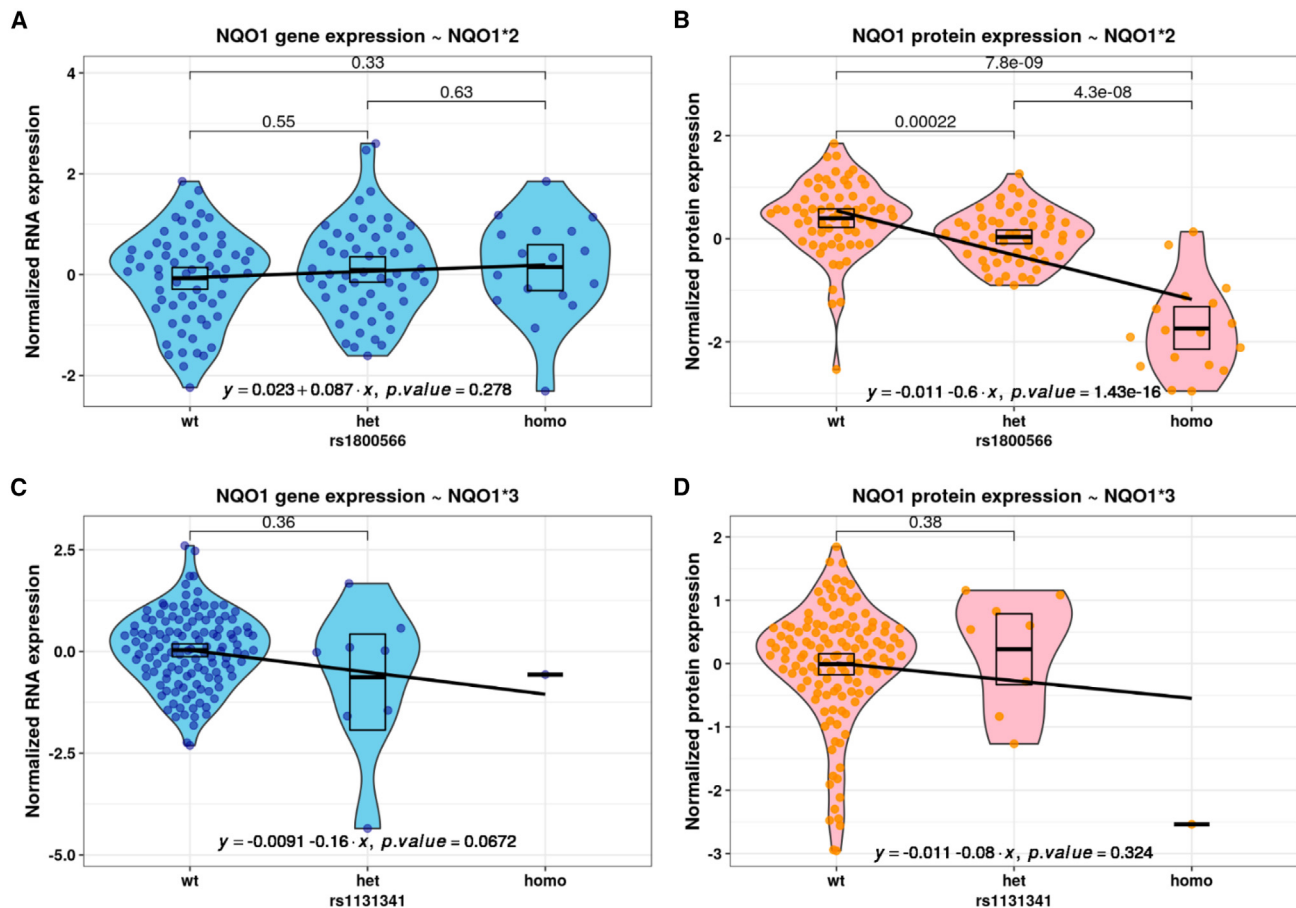 A
NQO1 gene expression ~ NQO1*2
Normalized RNA expression
4
2
0
-2
0.33
0.63
0.55
y = 0.023 + 0.087 · x, p.value = 0.278
wt het homo
rs1800566
B
NQO1 protein expression ~ NQO1*2
Normalized protein expression
2
0
-2
7.8e-09
4.3e-08
0.00022
y = -0.011 -0.6 · x, p.value = 1.43e-16
wt het homo
rs1800566
C
NQO1 gene expression ~ NQO1*3
Normalized RNA expression
2.5
0.0
-2.5
-5.0
0.36
y = -0.0091 -0.16 · x, p.value = 0.0672
wt het homo
rs1131341
D
NQO1 protein expression ~ NQO1*3
Normalized protein expression
2
1
0
-1
-2
-3
0.38
y = -0.011 -0.08 · x, p.value = 0.324
wt het homo
rs1131341